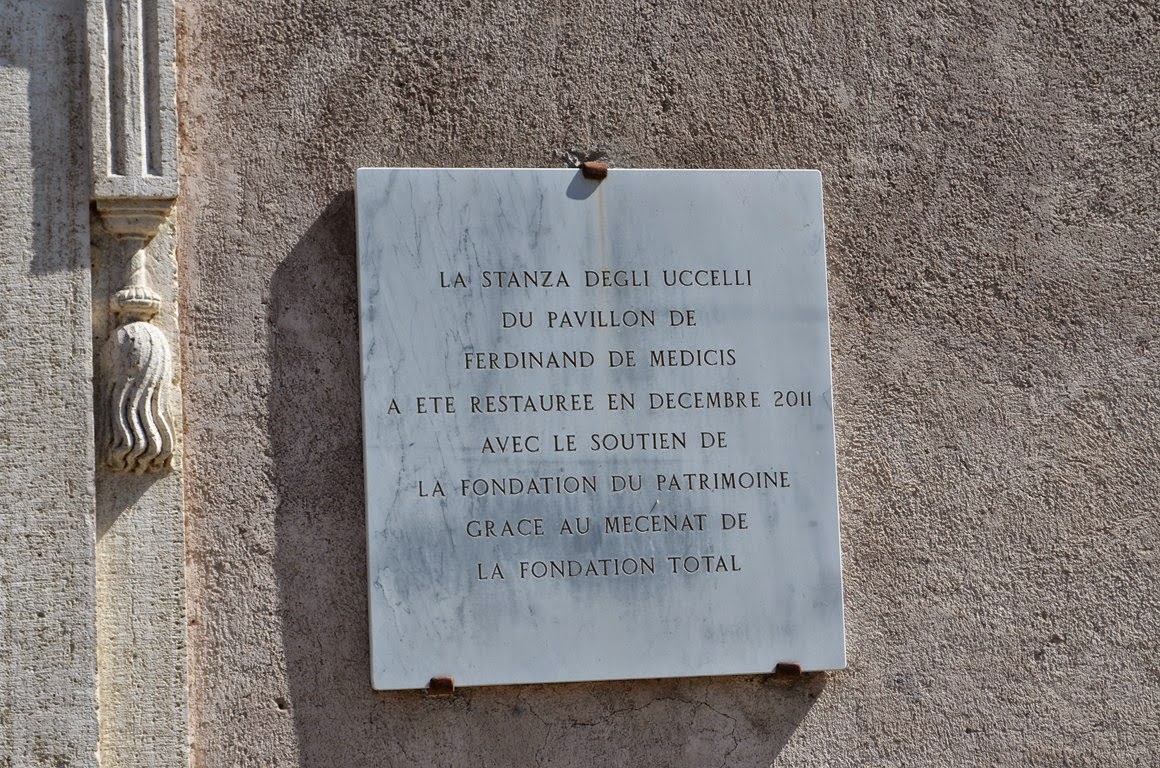 LA STANZA DEGLI UCCELLI
DU PAVILLON DE
FERDINAND DE MEDICIS
A ETE RESTAUREE EN DECEMBRE 2011
AVEC LE SOUTIEN DE
LA FONDATION DU PATRIMOINE
GRACE AU MECENAT DE
LA FONDATION TOTAL